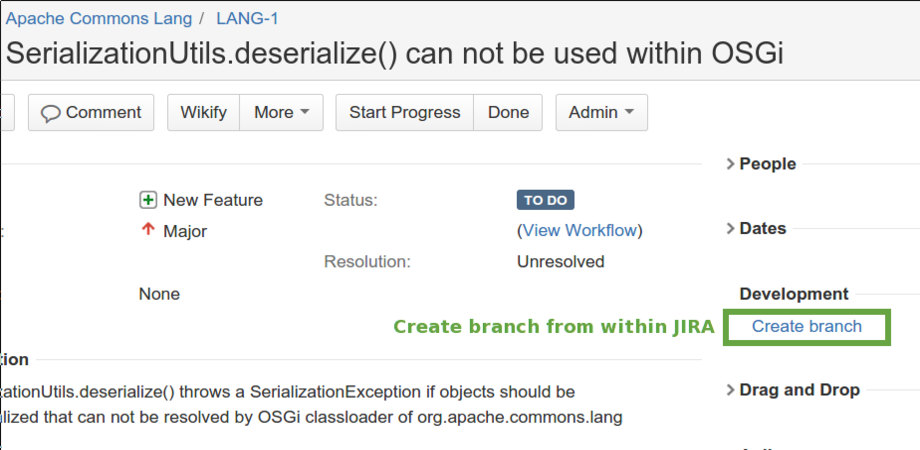 Apache Commons Lang / LANG-1
SerializationUtils.deserialize() can not be used within OSGi
Comment Wikify More Start Progress Done Admin
People
New Feature Status: TO DO
Major (View Workflow)
Dates
Resolution: Unresolved
None
Development
Create branch from within JIRA Create branch
tion
zationUtils.deserialize() throws a SerializationException if objects should be
Drag and Drop
lized that can not be resolved by OSGi classloader of org.apache.commons.lang